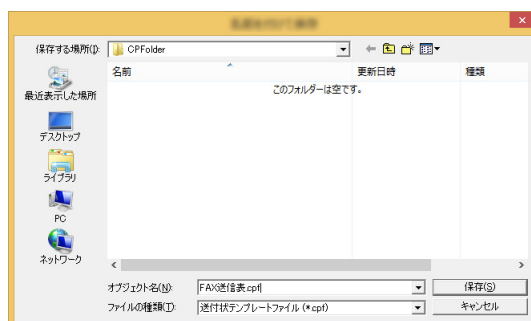 保存する場所(I):
CPFolder
名前
更新日時
種類
このフォルダーは空です。
最近表示した場所
デスクトップ
ライブラリ
PC
ネットワーク
オブジェクト名(N):
FAX送信表.cpf
保存(S)
ファイルの種類(T):
送付状テンプレートファイル (*.cpf)
キャンセル